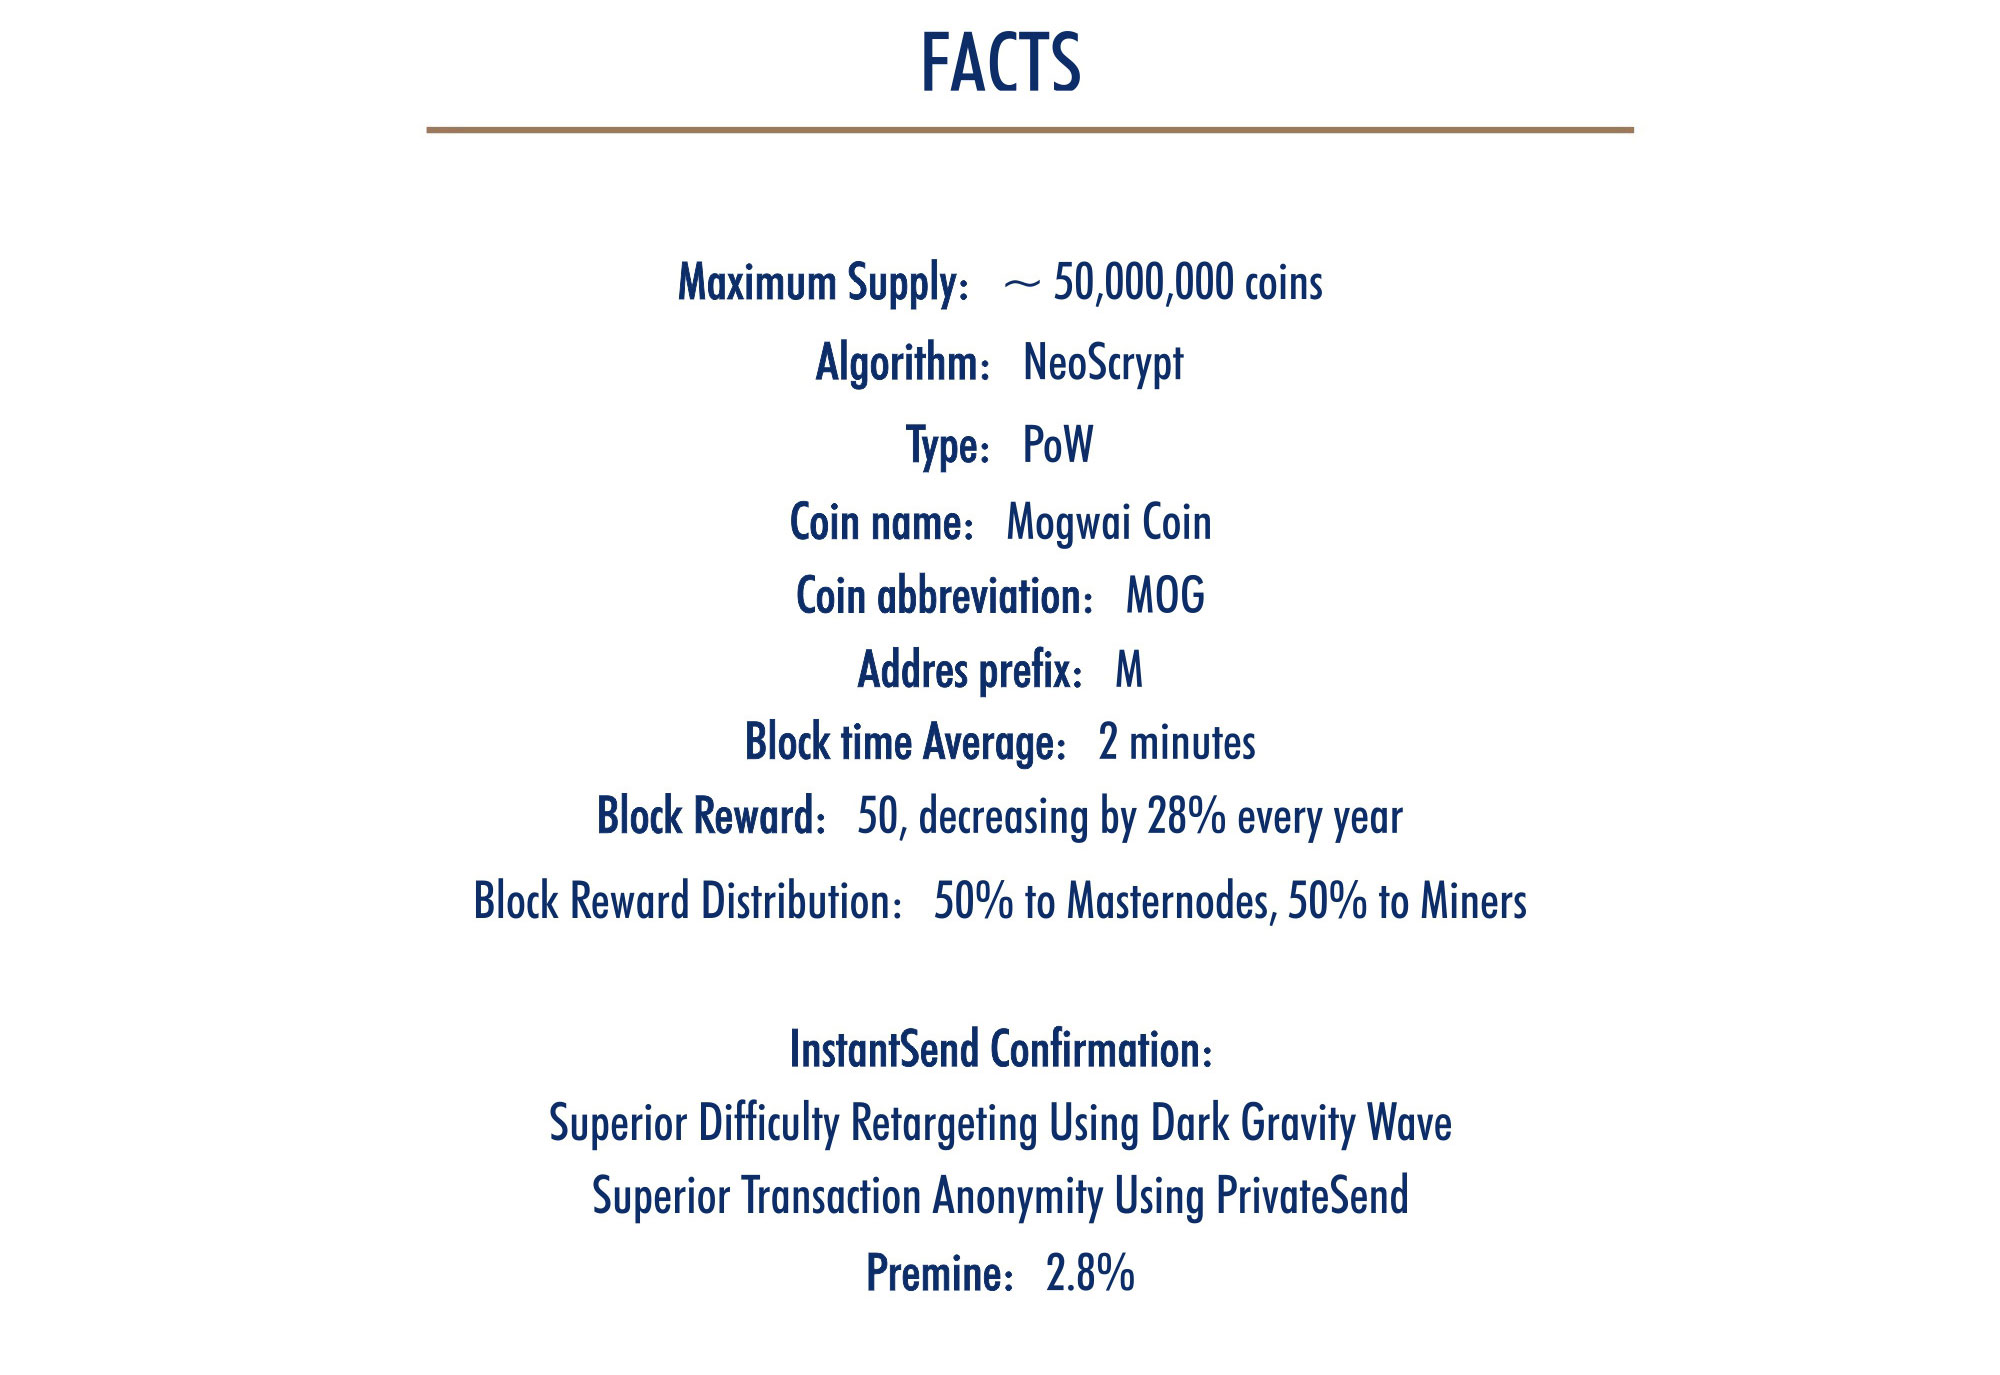 FACTS
Maximum Supply: ~ 50,000,000 coins
Algorithm: NeoScrypt
Type: PoW
Coin name: Mogwai Coin
Coin abbreviation: MOG
Addres prefix: M
Block time Average: 2 minutes
Block Reward: 50, decreasing by 28% every year
Block Reward Distribution: 50% to Masternodes, 50% to Miners
InstantSend Confirmation:
Superior Difficulty Retargeting Using Dark Gravity Wave
Superior Transaction Anonymity Using PrivateSend
Premine: 2.8%